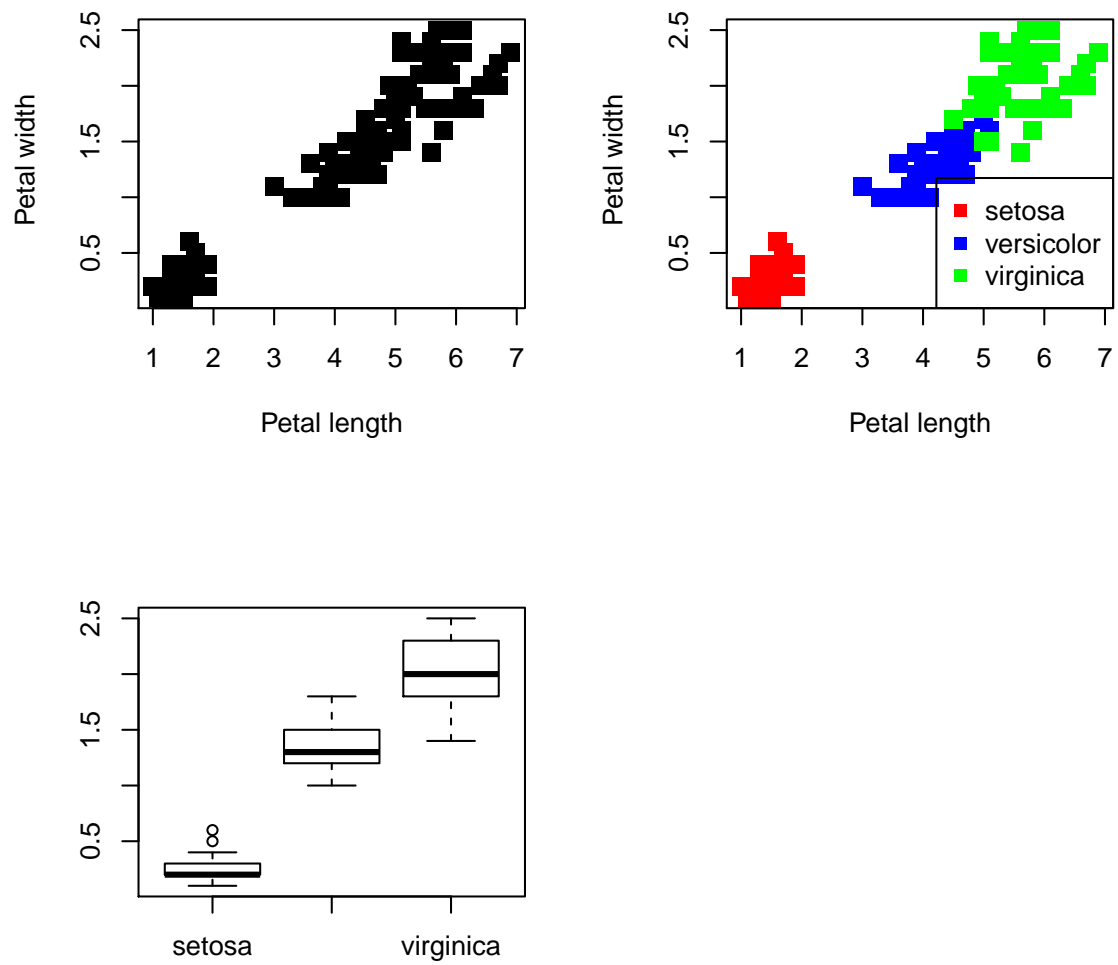 2.5
1.5
0.5
Petal width
1 2 3 4 5 6 7
Petal length
2.5
1.5
0.5
Petal width
setosa
versicolor
virginica
1 2 3 4 5 6 7
Petal length
2.5
1.5
0.5
setosa virginica